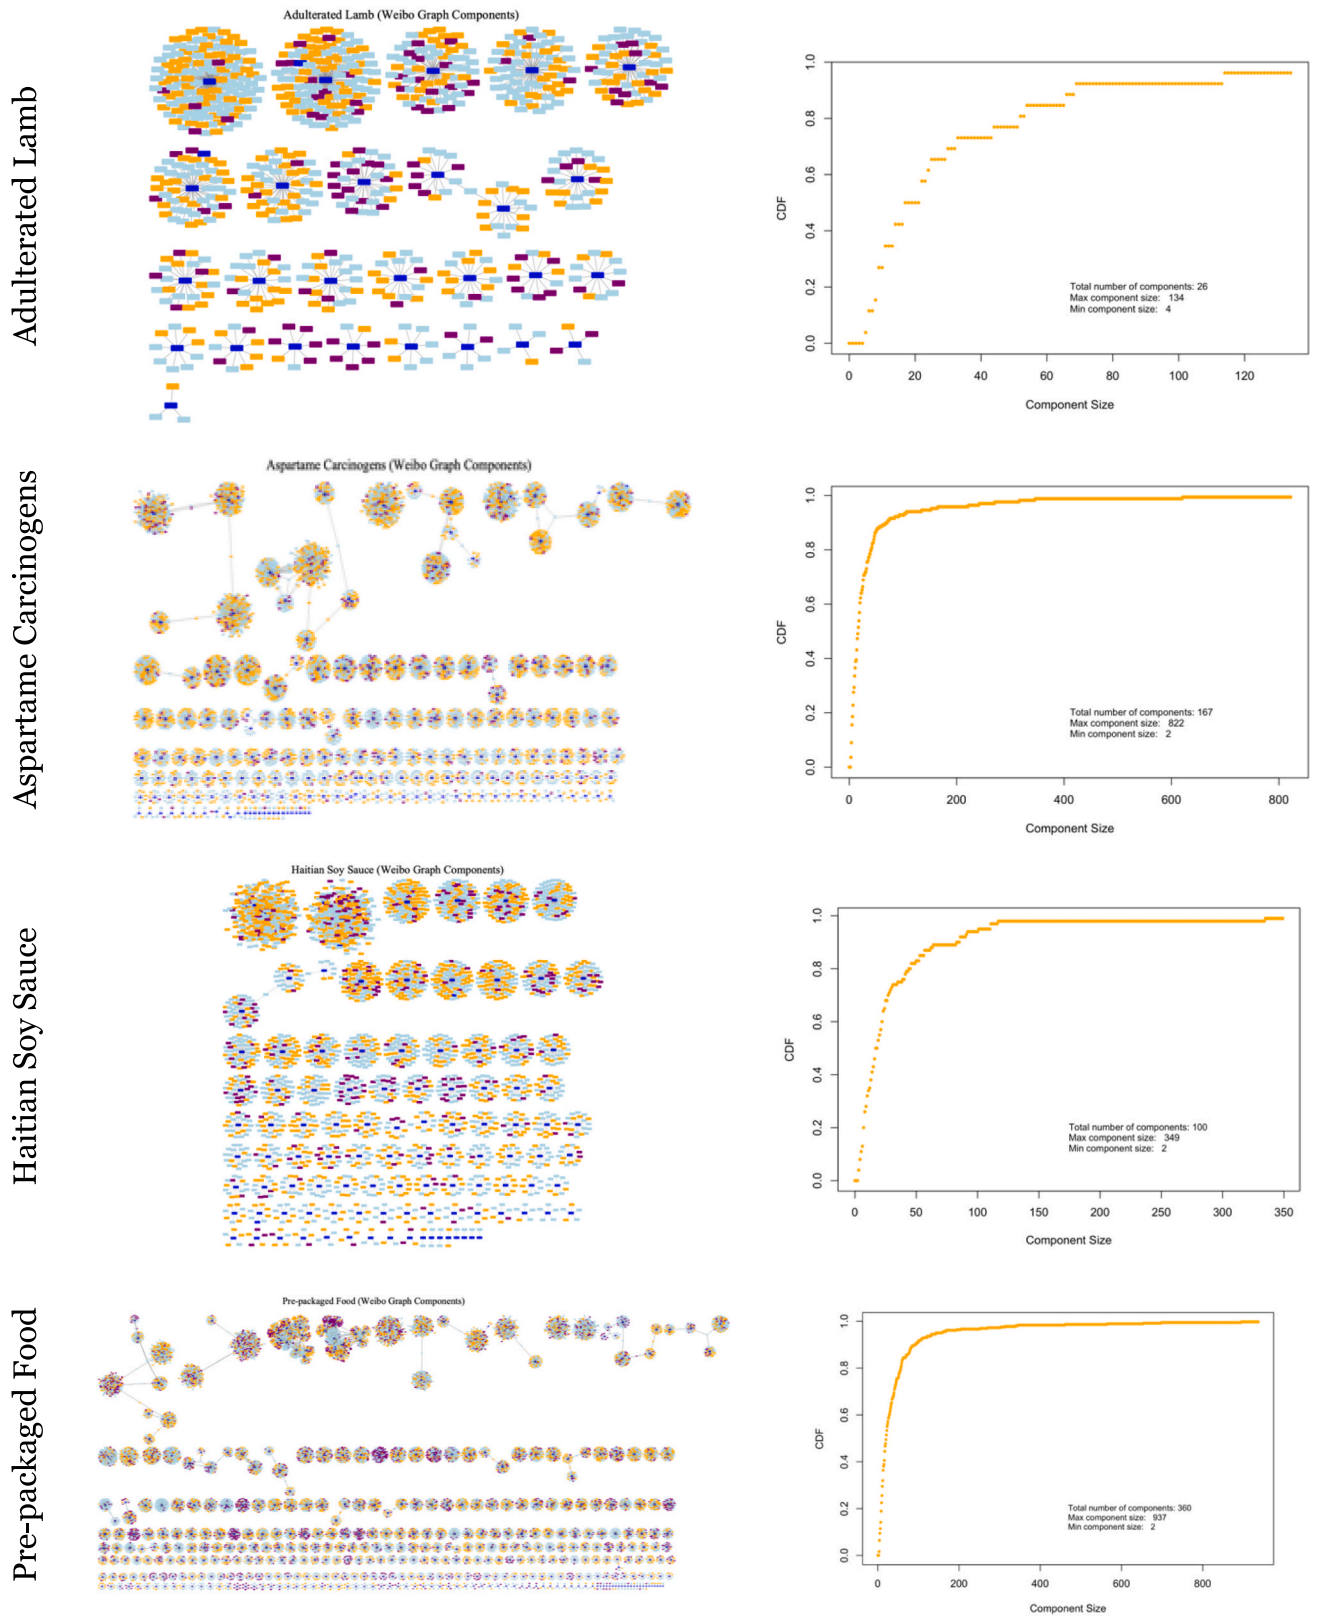 Adulterated Lamb
Adulterated Lamb (Weibo Graph Components)
CDF
0.0 0.2 0.4 0.6 0.8 1.0
Total number of components: 26
Max component size: 134
Min component size: 4
0 20 40 60 80 100 120
Component Size
Aspartame Carcinogens
Aspartame Carcinogens (Weibo Graph Components)
CDF
0.0 0.2 0.4 0.6 0.8 1.0
Total number of components: 167
Max component size: 822
Min component size: 2
0 200 400 600 800
Component Size
Haitian Soy Sauce
Haitian Soy Sauce (Weibo Graph Components)
CDF
0.0 0.2 0.4 0.6 0.8 1.0
Total number of components: 100
Max component size: 349
Min component size: 2
0 50 100 150 200 250 300 350
Component Size
Pre-packaged Food
Pre-packaged Food (Weibo Graph Components)
CDF
0.0 0.2 0.4 0.6 0.8 1.0
Total number of components: 360
Max component size: 937
Min component size: 2
0 200 400 600 800
Component Size